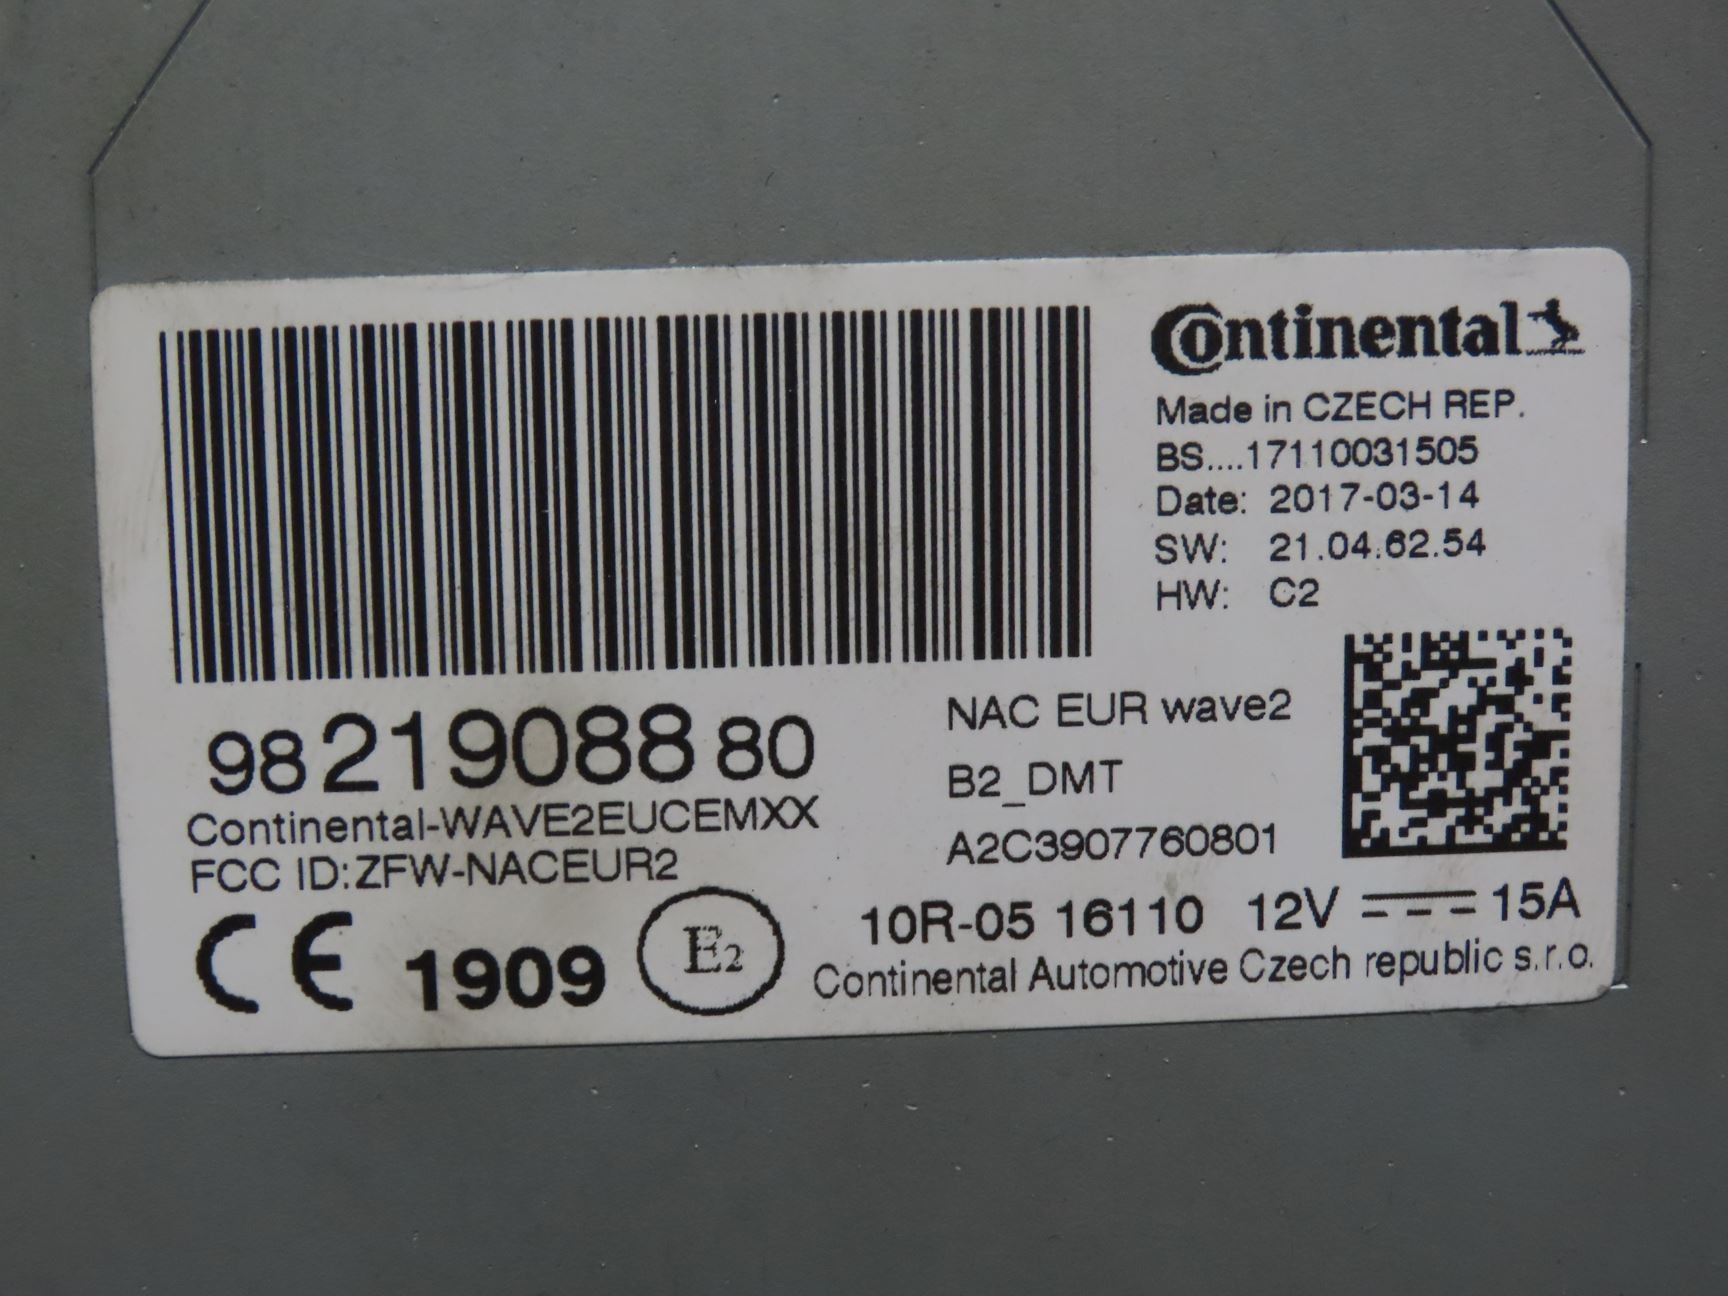 Continental
Made in CZECH REP.
BS....17110031505
Date: 2017-03-14
SW: 21.04.62.54
HW: C2
98 219088 80
Continental-WAVE2EUCEMXX
FCC ID:ZFW-NACEUR2
NAC EUR wave2
B2_DMT
A2C3907760801
CE 1909 E2
10R-05 16110 12V 15A
Continental Automotive Czech republic s.r.o.